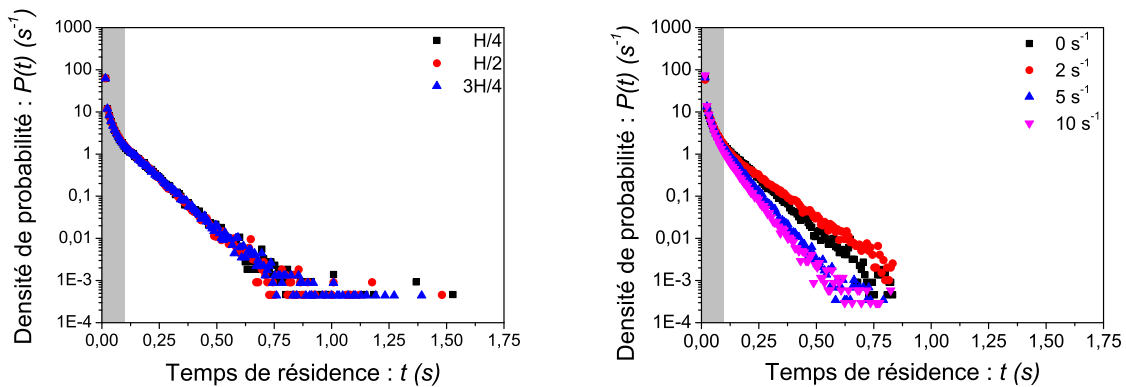 Densité de probabilité : P(t) (s⁻¹)
1000
100
10
1
0,1
0,01
1E-3
1E-4
0,00 0,25 0,50 0,75 1,00 1,25 1,50 1,75
Temps de résidence : t (s)
H/4
H/2
3H/4
Densité de probabilité : P(t) (s⁻¹)
1000
100
10
1
0,1
0,01
1E-3
1E-4
0,00 0,25 0,50 0,75 1,00 1,25 1,50 1,75
Temps de résidence : t (s)
0 s⁻¹
2 s⁻¹
5 s⁻¹
10 s⁻¹